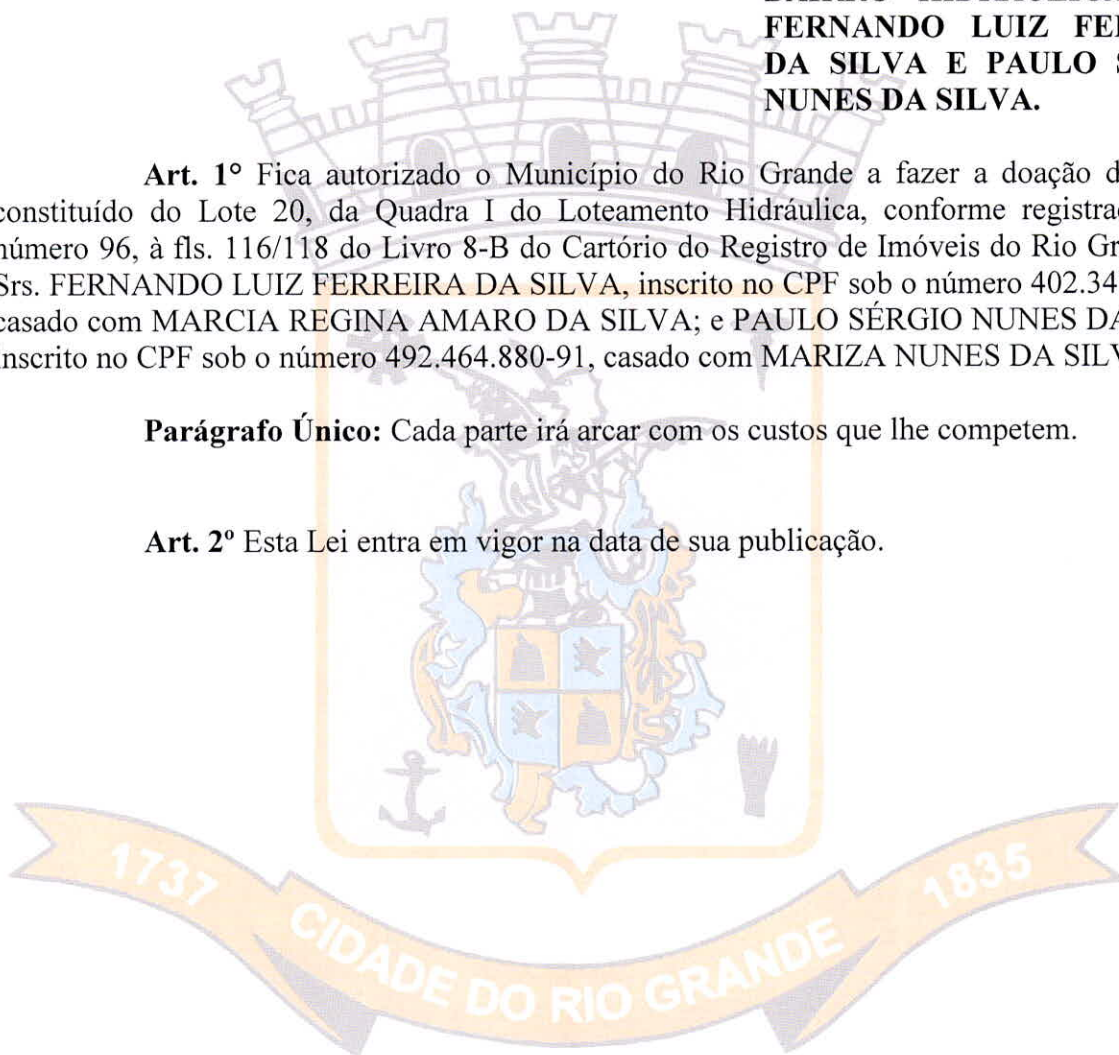 FERNANDO LUIZ
DA SILVA E PAULO
NUNES DA SILVA.
Art. 1° Fica autorizado o Município do Rio Grande a fazer a doação
constituído do Lote 20, da Quadra I do Loteamento Hidráulica, conforme
número 96, à fls. 116/118 do Livro 8-B do Cartório do Registro de Imóveis do Rio
Srs. FERNANDO LUIZ FERREIRA DA SILVA, inscrito no CPF sob o número 402.34
casado com MARCIA REGINA AMARO DA SILVA; e PAULO SÉRGIO NUNES DA
inscrito no CPF sob o número 492.464.880-91, casado com MARIZA NUNES DA
Parágrafo Único: Cada parte irá arcar com os custos que lhe competem.
Art. 2º Esta Lei entra em vigor na data de sua publicação.
1737 CIDADE DO RIO GRANDE 1835